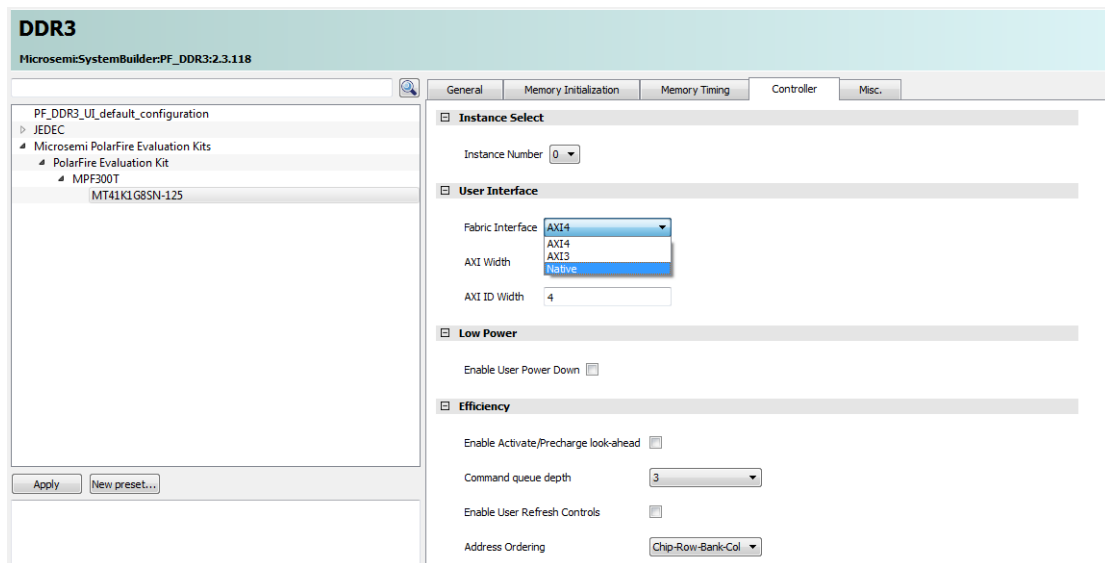 DDR3
Microsemi:SystemBuilder:PF_DDR3:2.3.118
PF_DDR3_UI_default_configuration
JEDEC
Microsemi PolarFire Evaluation Kits
PolarFire Evaluation Kit
MPF300T
MT41K1G8SN-125
Apply
New preset...
General Memory Initialization Memory Timing Controller Misc.
Instance Select
Instance Number 0
User Interface
Fabric Interface AXI4
AXI4
AXI3
AXI Width Native
AXI ID Width 4
Low Power
Enable User Power Down
Efficiency
Enable Activate/Precharge look-ahead
Command queue depth 3
Enable User Refresh Controls
Address Ordering Chip-Row-Bank-Col